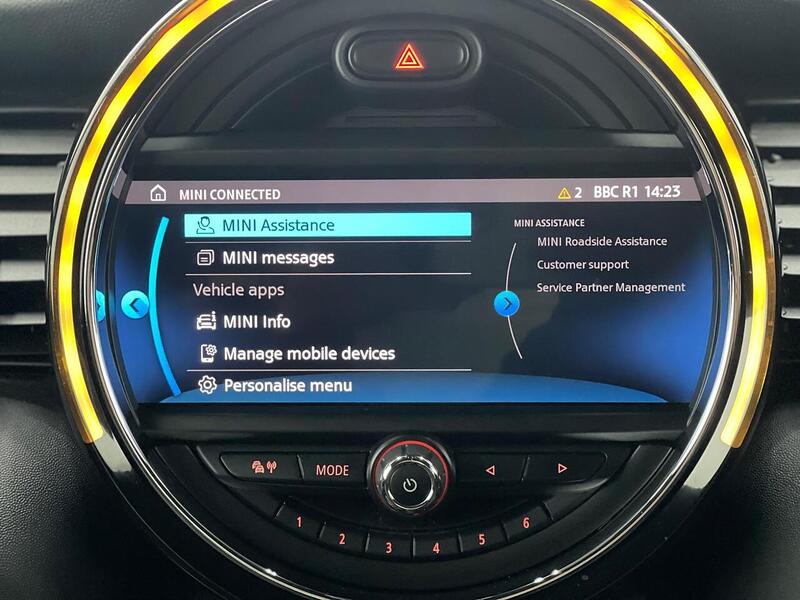 MINI CONNECTED
2 BBC R1 14:23
MINI Assistance
MINI messages
Vehicle apps
MINI Info
Manage mobile devices
Personalise menu
MINI ASSISTANCE
MINI Roadside Assistance
Customer support
Service Partner Management
MODE
1 2 3 4 5 6